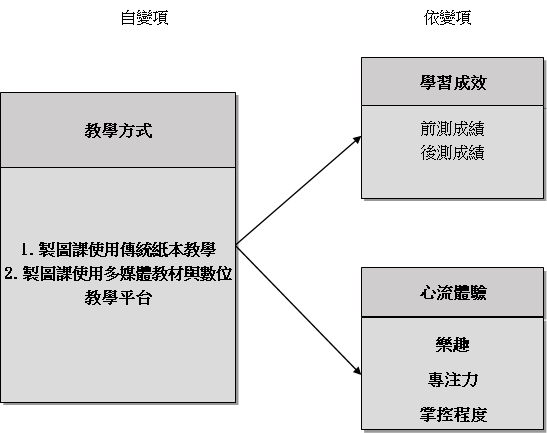 自變項
依變項
教學方式
1.製圖課使用傳統紙本教學
2.製圖課使用多媒體教材與數位
教學平台
學習成效
前測成績
後測成績
心流體驗
樂趣
專注力
掌控程度